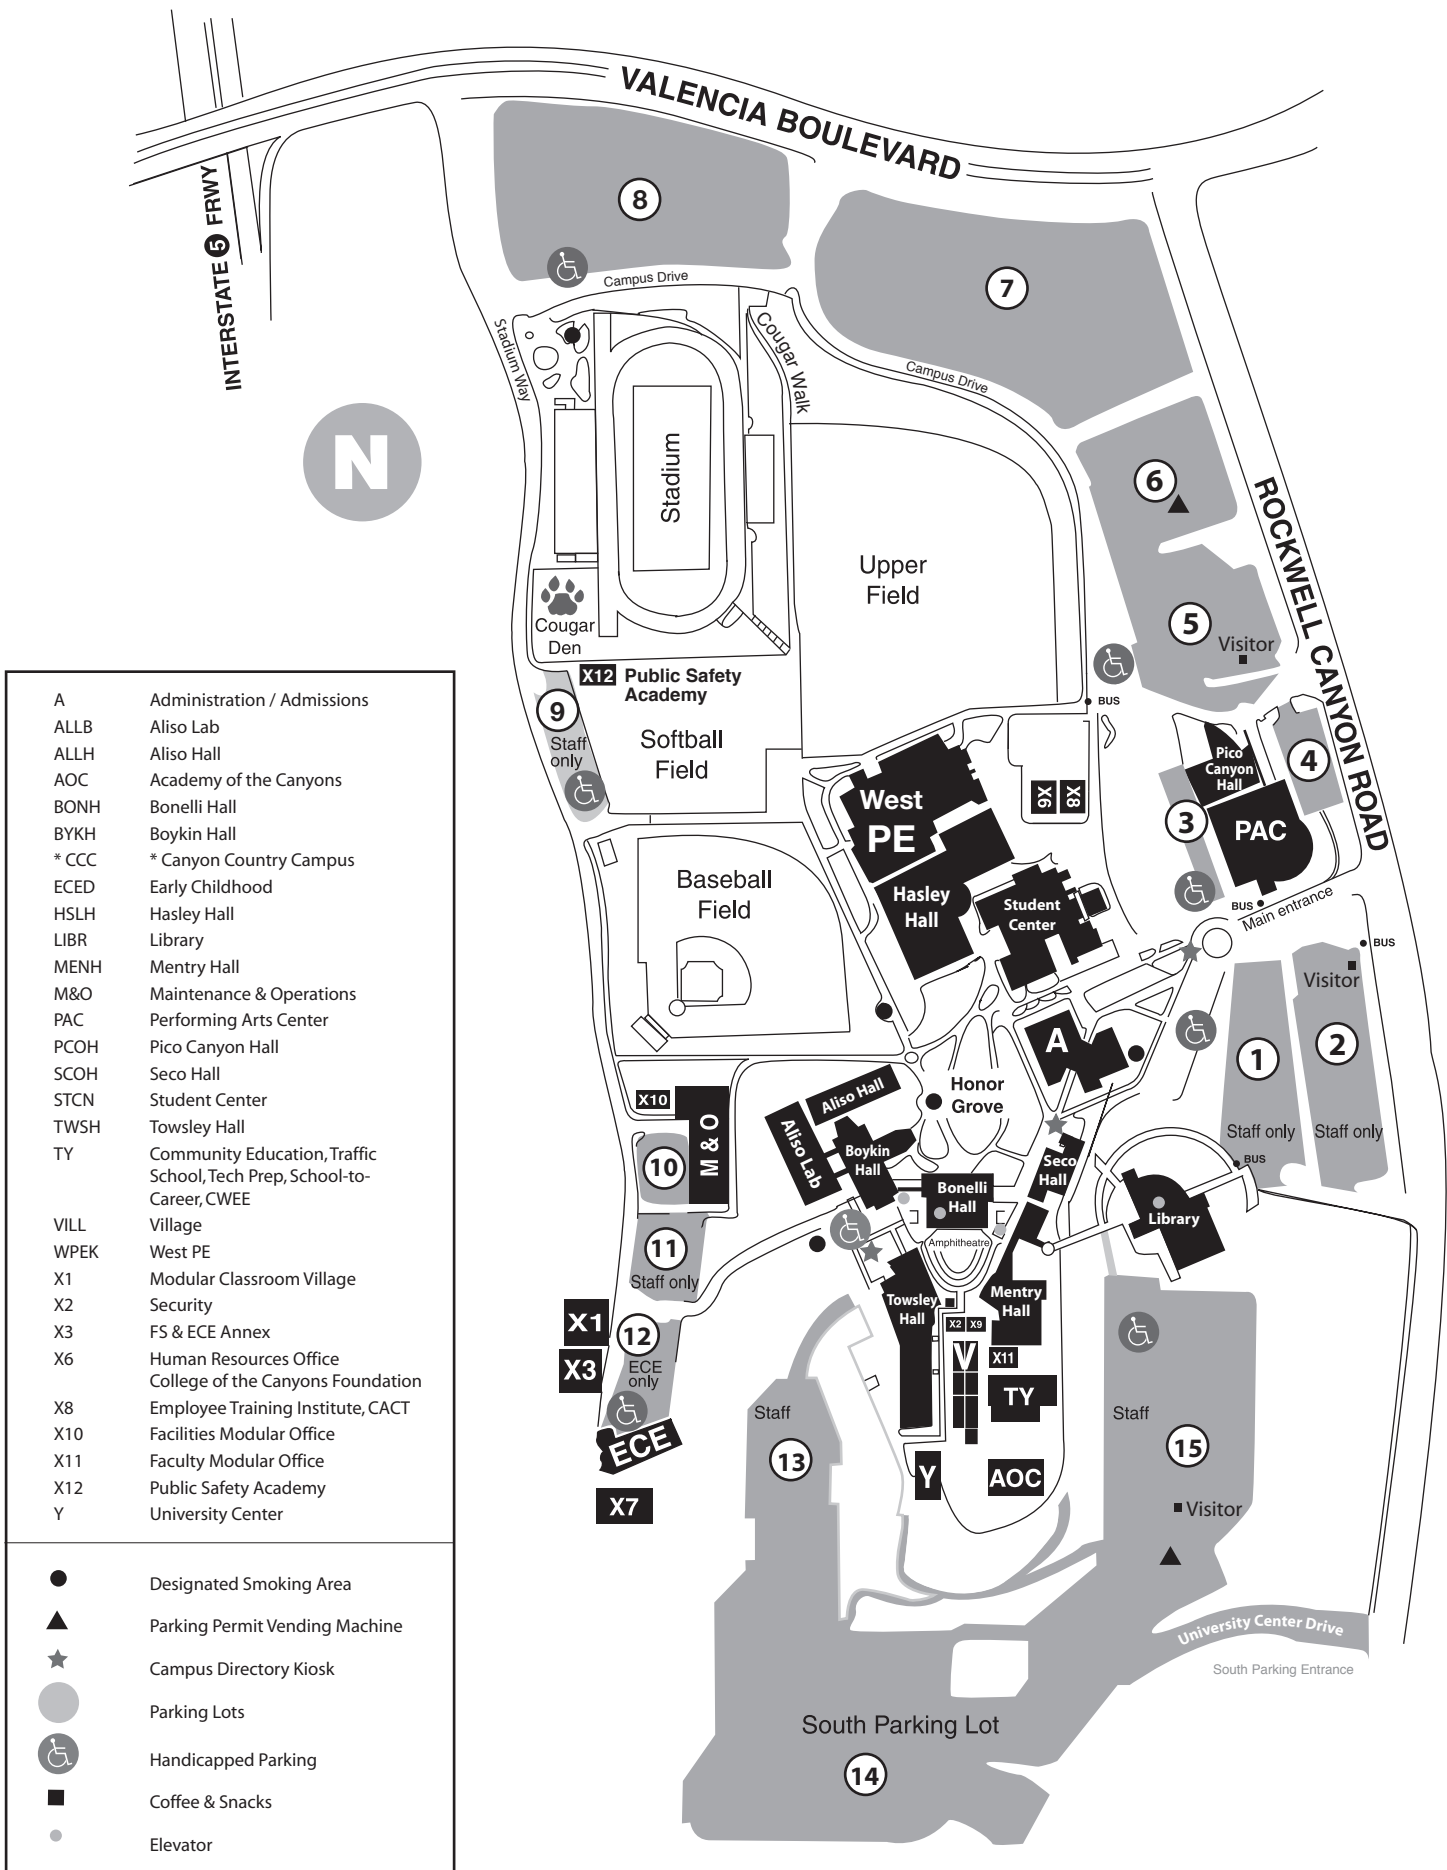 VALENCIA BOULEVARD
INTERSTATE 5 FRWY
8
7
Campus Drive
Stadium Way
Cougar Walk
Campus Drive
N
Stadium
6
ROCKWELL CANYON ROAD
Upper
Field
Cougar
Den
5
Visitor
X12 Public Safety
Academy
BUS
9
Staff
only
Softball
Field
Pico
Canyon
Hall
4
X6
X8
West
PE
3
PAC
Baseball
Field
Hasley
Hall
Student
Center
BUS
Main entrance
BUS
Visitor
A
1
2
Honor
Grove
X10
M & O
Aliso Hall
Aliso Lab
Staff only
Staff only
10
Boykin
Hall
Seco
Hall
BUS
Bonelli
Hall
Library
11
Staff only
Amphitheatre
Towsley
Hall
Mentry
Hall
X1
12
X2
X9
X3
ECE
only
V
X11
TY
ECE
Staff
13
Staff
15
Y
AOC
X7
Visitor
University Center Drive
South Parking Entrance
South Parking Lot
14
A Administration / Admissions
ALLB Aliso Lab
ALLH Aliso Hall
AOC Academy of the Canyons
BONH Bonelli Hall
BYKH Boykin Hall
* CCC * Canyon Country Campus
ECED Early Childhood
HSLH Hasley Hall
LIBR Library
MENH Mentry Hall
M&O Maintenance & Operations
PAC Performing Arts Center
PCOH Pico Canyon Hall
SCOH Seco Hall
STCN Student Center
TWSH Towsley Hall
TY Community Education, Traffic
School, Tech Prep, School-to-
Career, CWEE
VILL Village
WPEK West PE
X1 Modular Classroom Village
X2 Security
X3 FS & ECE Annex
X6 Human Resources Office
College of the Canyons Foundation
X8 Employee Training Institute, CACT
X10 Facilities Modular Office
X11 Faculty Modular Office
X12 Public Safety Academy
Y University Center
Designated Smoking Area
Parking Permit Vending Machine
Campus Directory Kiosk
Parking Lots
Handicapped Parking
Coffee & Snacks
Elevator